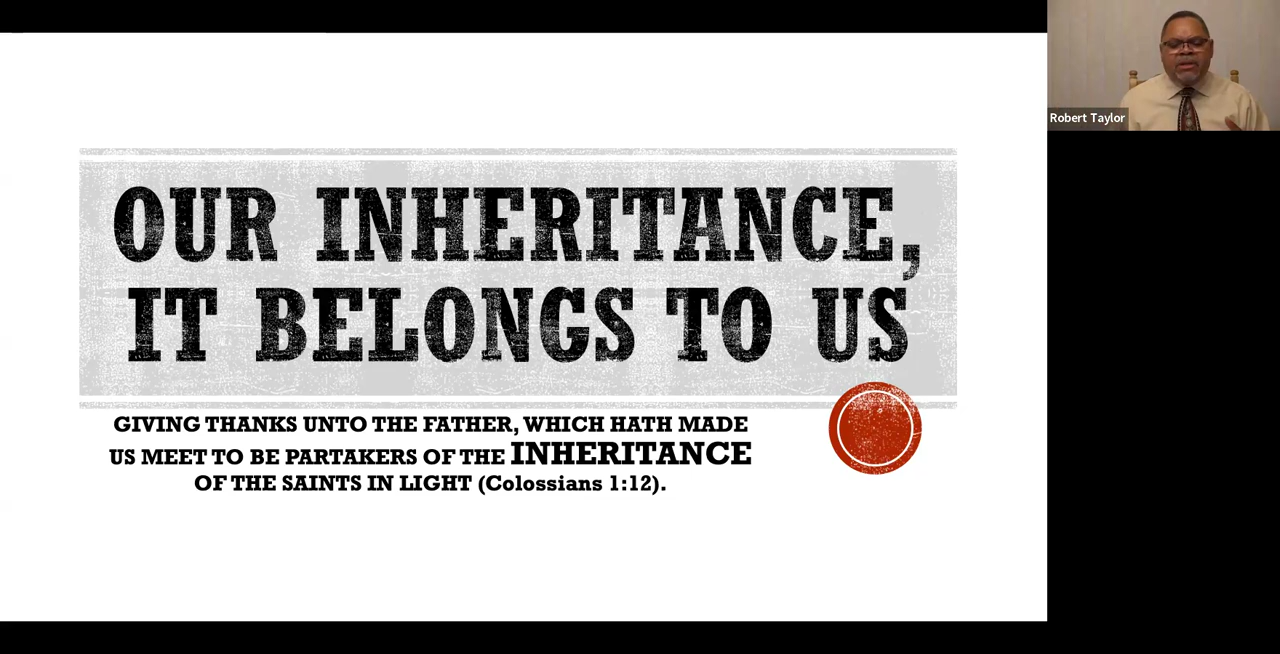 OUR INHERITANCE,
IT BELONGS TO US
GIVING THANKS UNTO THE FATHER, WHICH HATH MADE
US MEET TO BE PARTAKERS OF THE INHERITANCE
OF THE SAINTS IN LIGHT (Colossians 1:12).
Robert Taylor